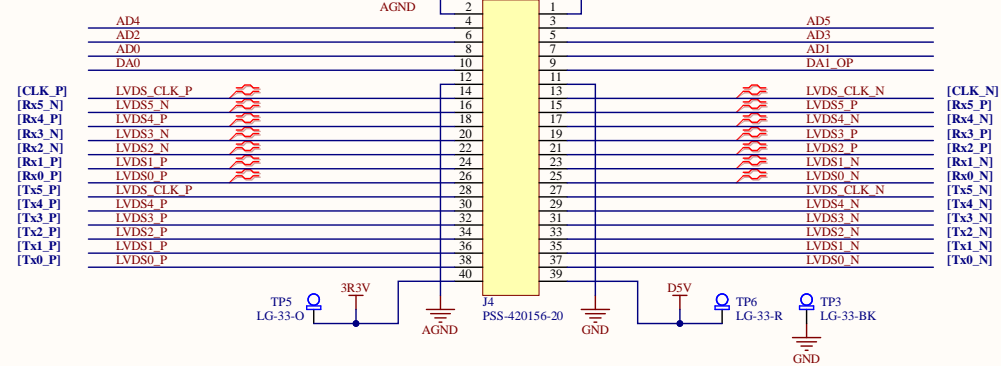 AGND 2 1
AD4 4 3 AD5
AD2 6 5 AD3
AD0 8 7 AD1
DA0 10 9 DA1_OP
12 11
[CLK_P] LVDS_CLK_P 14 13 LVDS_CLK_N [CLK_N]
[Rx5_N] LVDS5_N 16 15 LVDS5_P [Rx5_P]
[Rx4_P] LVDS4_P 18 17 LVDS4_N [Rx4_N]
[Rx3_N] LVDS3_N 20 19 LVDS3_P [Rx3_P]
[Rx2_N] LVDS2_N 22 21 LVDS2_P [Rx2_P]
[Rx1_P] LVDS1_P 24 23 LVDS1_N [Rx1_N]
[Rx0_P] LVDS0_P 26 25 LVDS0_N [Rx0_N]
[Tx5_P] LVDS_CLK_P 28 27 LVDS_CLK_N [Tx5_N]
[Tx4_P] LVDS4_P 30 29 LVDS4_N [Tx4_N]
[Tx3_P] LVDS3_P 32 31 LVDS3_N [Tx3_N]
[Tx2_P] LVDS2_P 34 33 LVDS2_N [Tx2_N]
[Tx1_P] LVDS1_P 36 35 LVDS1_N [Tx1_N]
[Tx0_P] LVDS0_P 38 37 LVDS0_N [Tx0_N]
40 39
3R3V D5V
TP5 J4 TP6 TP3
LG-33-O PSS-420156-20 LG-33-R LG-33-BK
AGND GND
GND